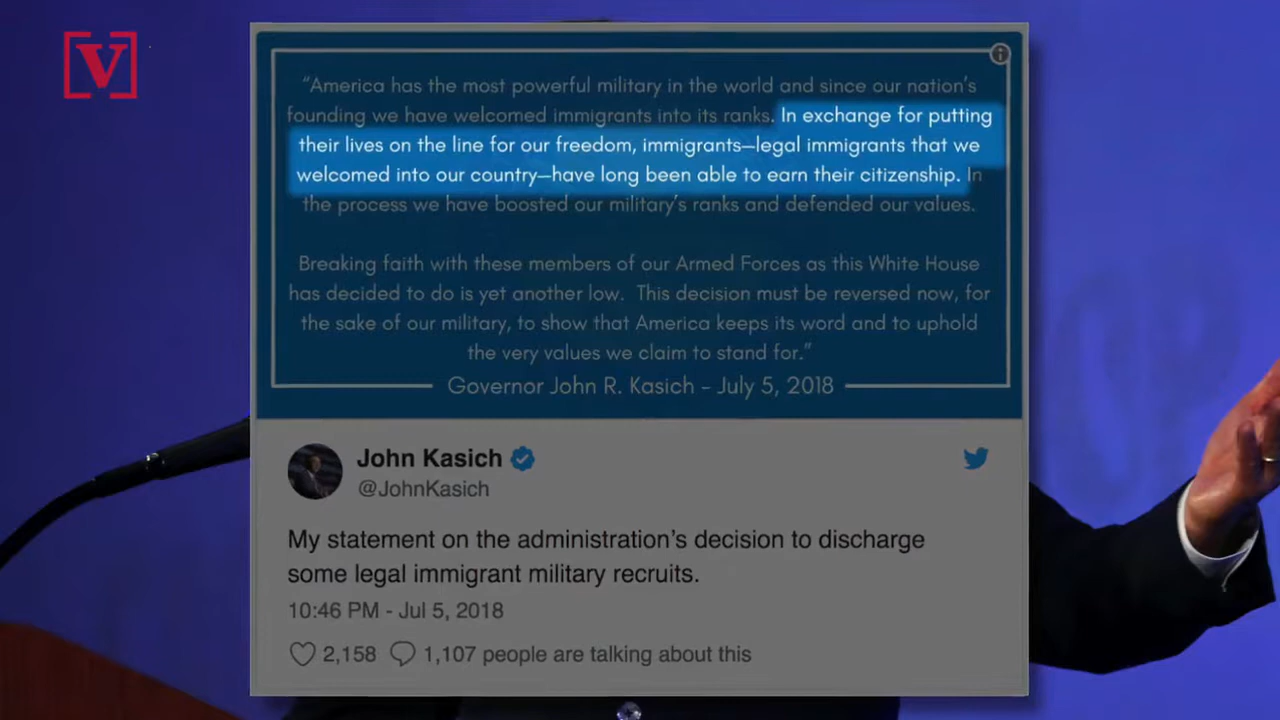 V
“America has the most powerful military in the world and since our nation’s
founding we have welcomed immigrants into its ranks. In exchange for putting
their lives on the line for our freedom, immigrants—legal immigrants that we
welcomed into our country—have long been able to earn their citizenship. In
the process we have boosted our military’s ranks and defended our values.
Breaking faith with these members of our Armed Forces as this White House
has decided to do is yet another low. This decision must be reversed now, for
the sake of our military, to show that America keeps its word and to uphold
the very values we claim to stand for.”
Governor John R. Kasich – July 5, 2018
John Kasich
@JohnKasich
My statement on the administration’s decision to discharge
some legal immigrant military recruits.
10:46 PM - Jul 5, 2018
2,158 1,107 people are talking about this